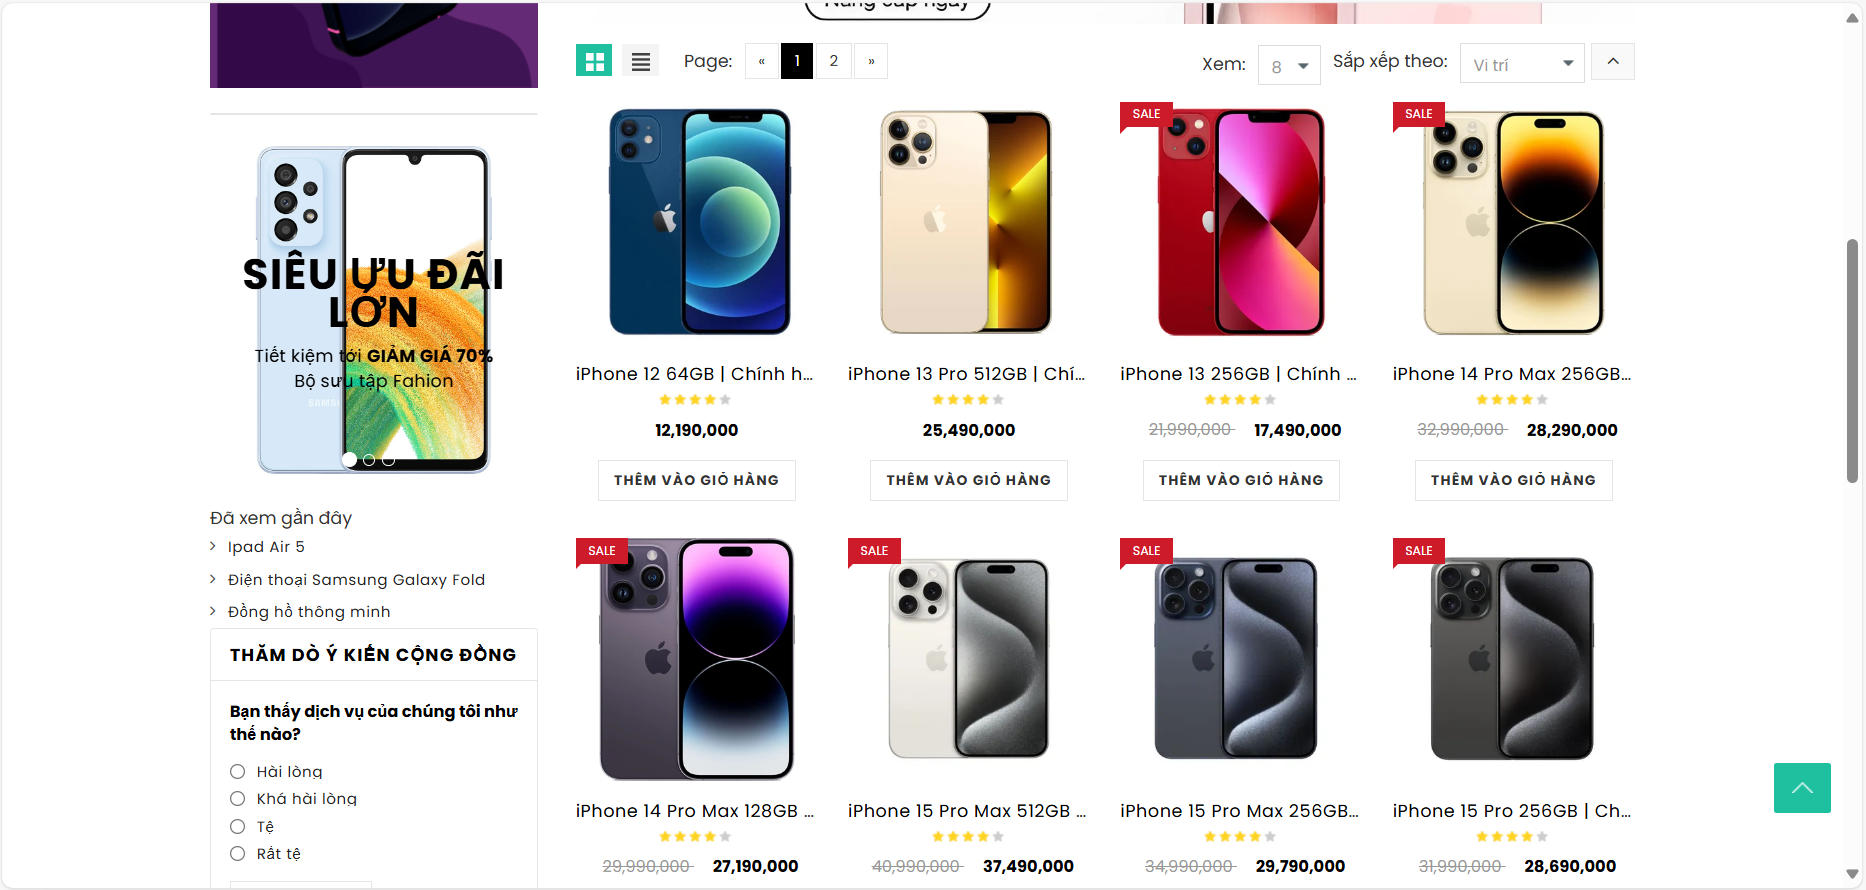 Nâng cấp ngay
Page: « 1 2 »
Xem: 8 Sắp xếp theo: Vị trí
SALE
SALE
SIÊU ƯU ĐÃI
LỚN
Tiết kiệm tới GIẢM GIÁ 70%
Bộ sưu tập Fahion
iPhone 12 64GB | Chính h...
12,190,000
THÊM VÀO GIỎ HÀNG
iPhone 13 Pro 512GB | Chí...
25,490,000
THÊM VÀO GIỎ HÀNG
iPhone 13 256GB | Chính ...
21,990,000 17,490,000
THÊM VÀO GIỎ HÀNG
iPhone 14 Pro Max 256GB...
32,990,000 28,290,000
THÊM VÀO GIỎ HÀNG
Đã xem gần đây
Ipad Air 5
Điện thoại Samsung Galaxy Fold
Đồng hồ thông minh
THĂM DÒ Ý KIẾN CỘNG ĐỒNG
Bạn thấy dịch vụ của chúng tôi như
thế nào?
Hài lòng
Khá hài lòng
Tệ
Rất tệ
SALE
iPhone 14 Pro Max 128GB ...
29,990,000 27,190,000
SALE
iPhone 15 Pro Max 512GB ...
40,990,000 37,490,000
SALE
iPhone 15 Pro Max 256GB...
34,990,000 29,790,000
SALE
iPhone 15 Pro 256GB | Ch...
31,990,000 28,690,000